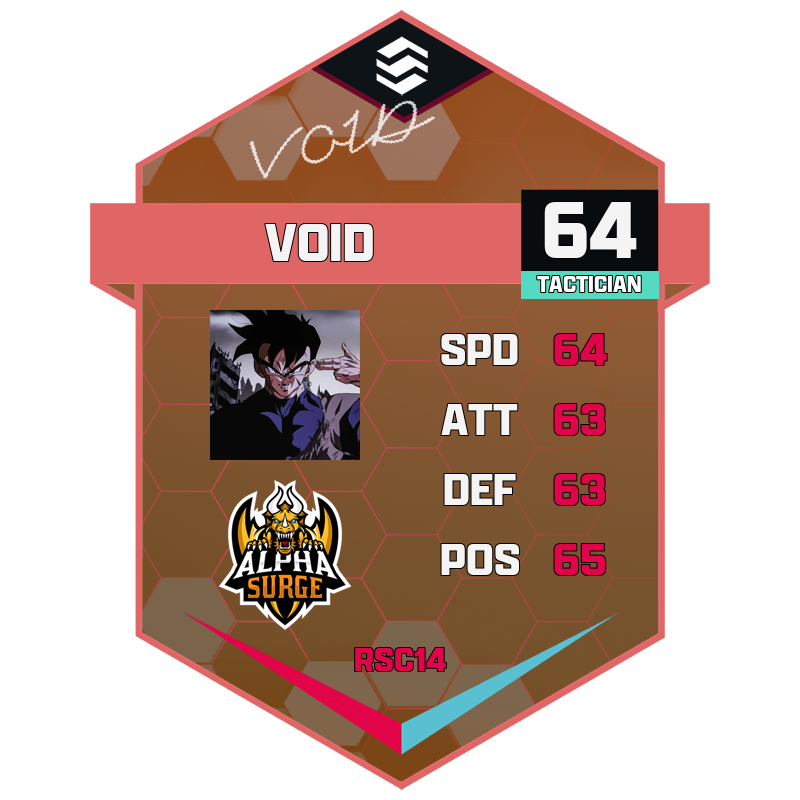 VOID
VOID
64
TACTICIAN
SPD 64
ATT 63
DEF 63
POS 65
ALPHA
SURGE
RSC14